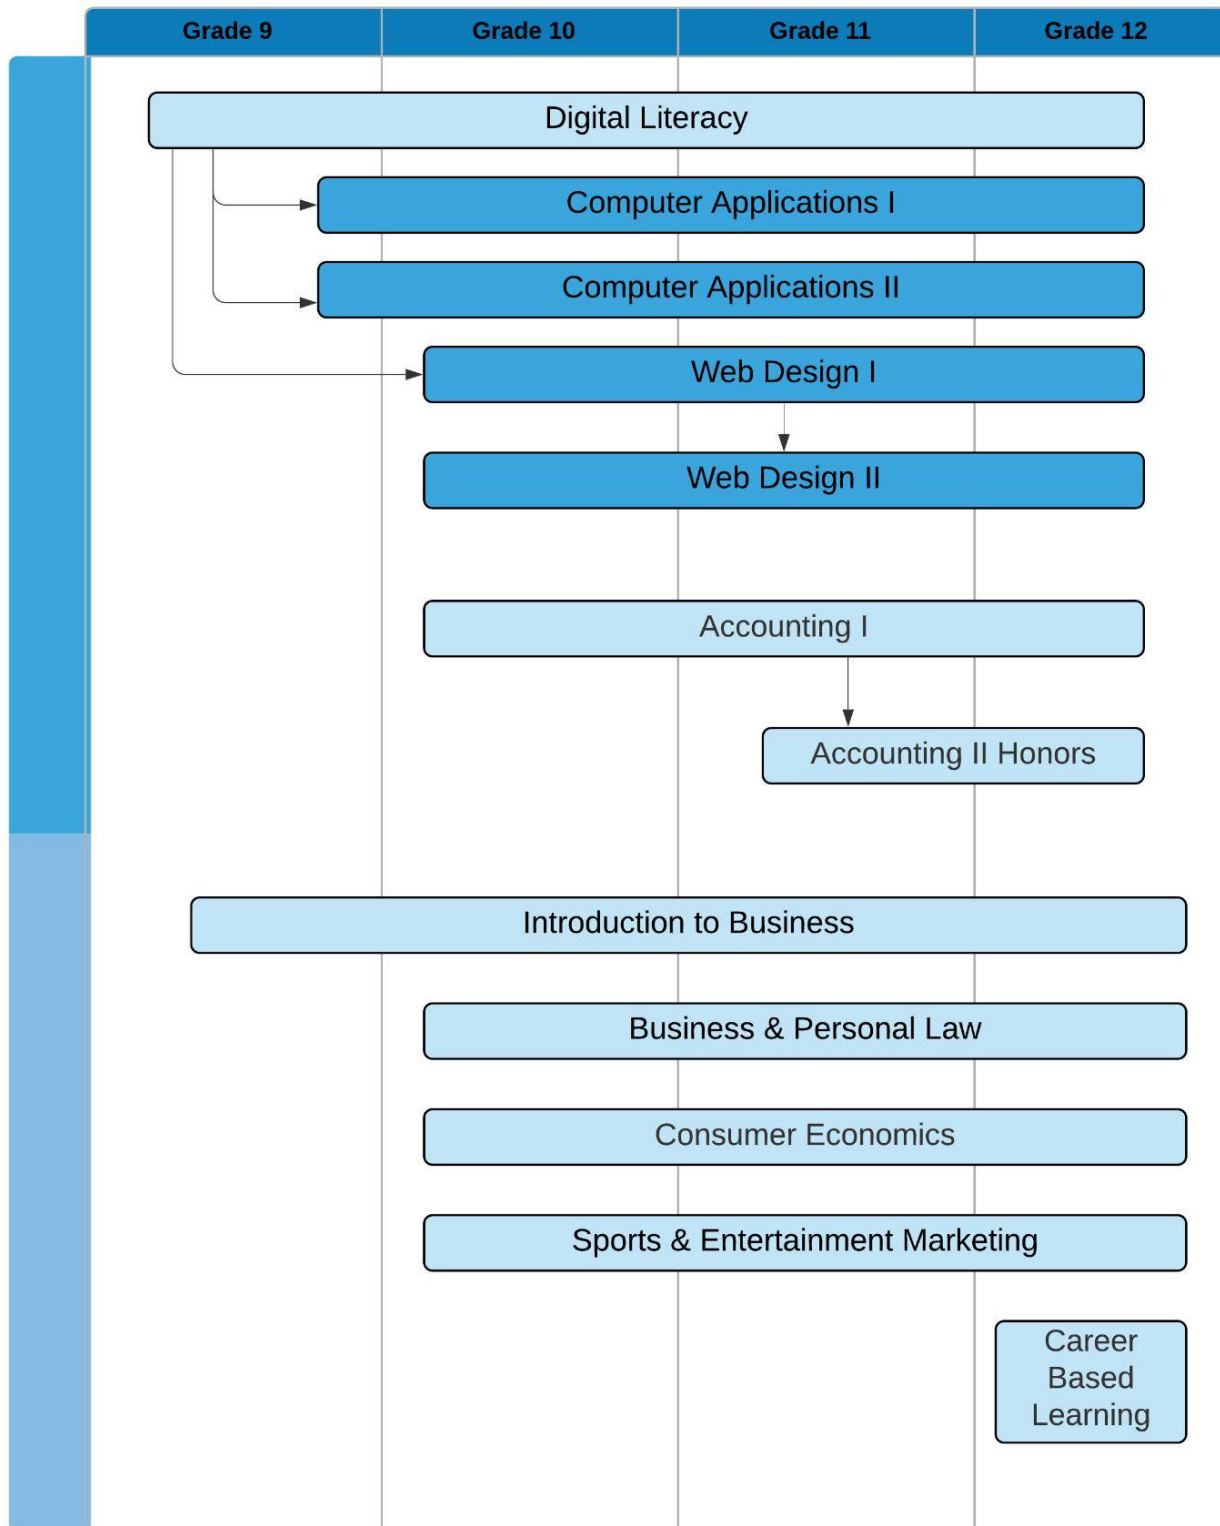 Grade 9 Grade 10 Grade 11 Grade 12
Digital Literacy
Computer Applications I
Computer Applications II
Web Design I
Web Design II
Accounting I
Accounting II Honors
Introduction to Business
Business & Personal Law
Consumer Economics
Sports & Entertainment Marketing
Career
Based
Learning